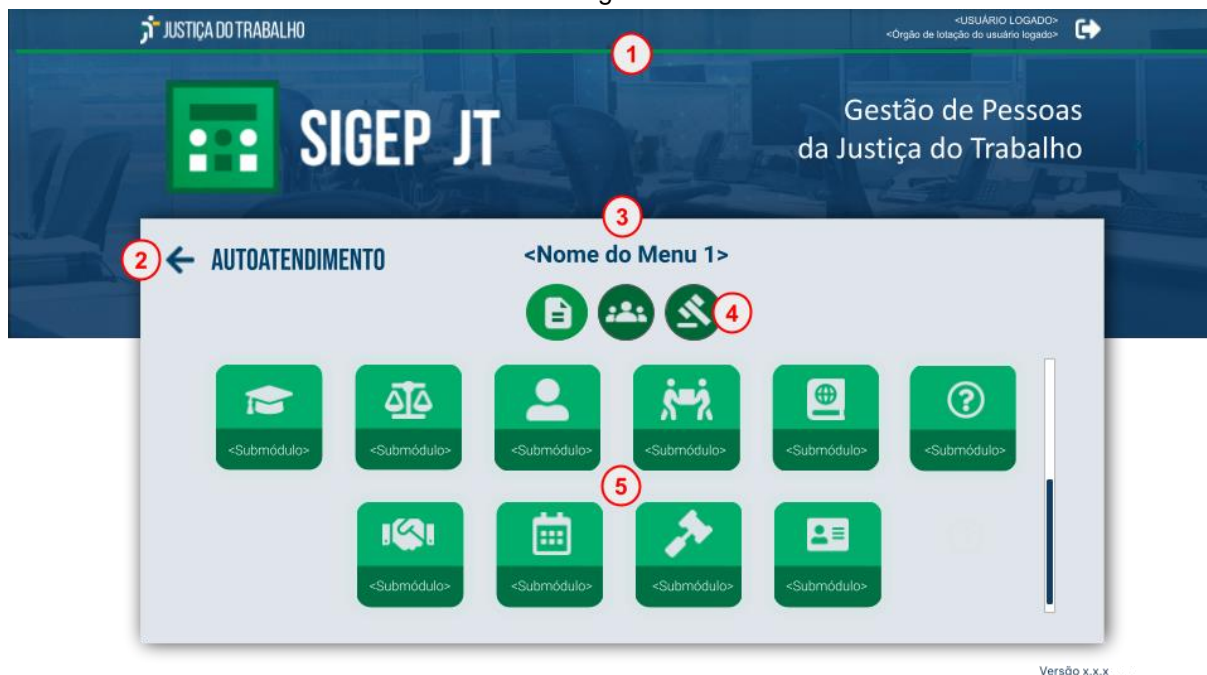 JUSTIÇA DO TRABALHO
<USUÁRIO LOGADO>
<Órgão de lotação do usuário logado>
1
SIGEP JT
Gestão de Pessoas
da Justiça do Trabalho
3
2
AUTOATENDIMENTO
<Nome do Menu 1>
4
<Submódulo>
<Submódulo>
<Submódulo>
<Submódulo>
<Submódulo>
<Submódulo>
5
<Submódulo>
<Submódulo>
<Submódulo>
<Submódulo>
Versão x.x.x